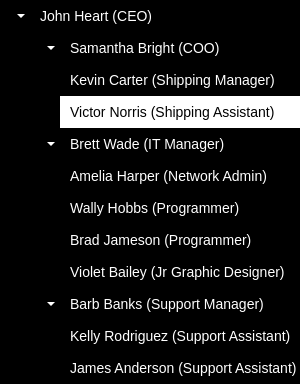 John Heart (CEO)
Samantha Bright (COO)
Kevin Carter (Shipping Manager)
Victor Norris (Shipping Assistant)
Brett Wade (IT Manager)
Amelia Harper (Network Admin)
Wally Hobbs (Programmer)
Brad Jameson (Programmer)
Violet Bailey (Jr Graphic Designer)
Barb Banks (Support Manager)
Kelly Rodriguez (Support Assistant)
James Anderson (Support Assistant)